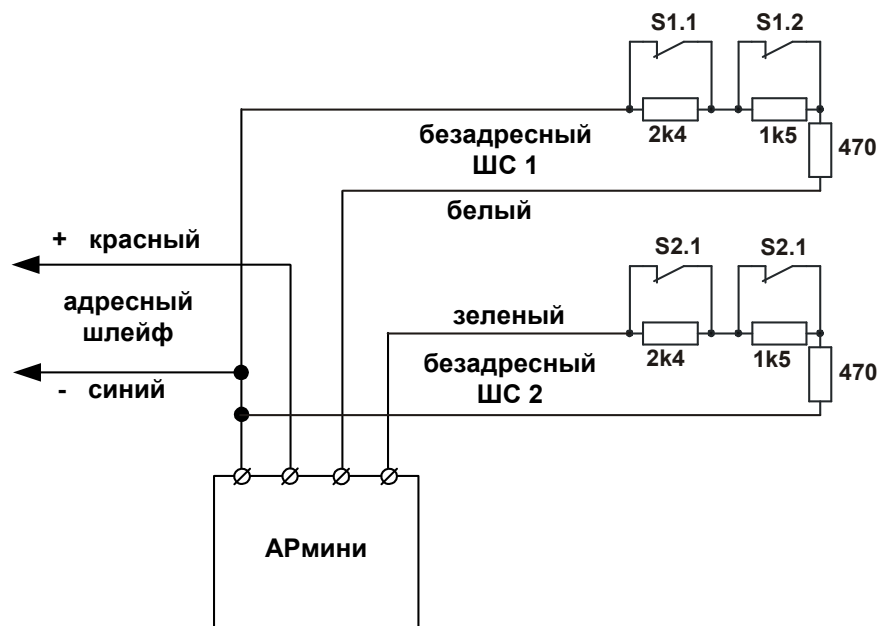 S1.1
S1.2
2k4
1k5
470
безадресный
ШС 1
белый
+ красный
адресный
шлейф
- синий
S2.1
S2.1
зеленый
2k4
1k5
470
безадресный
ШС 2
АРмини